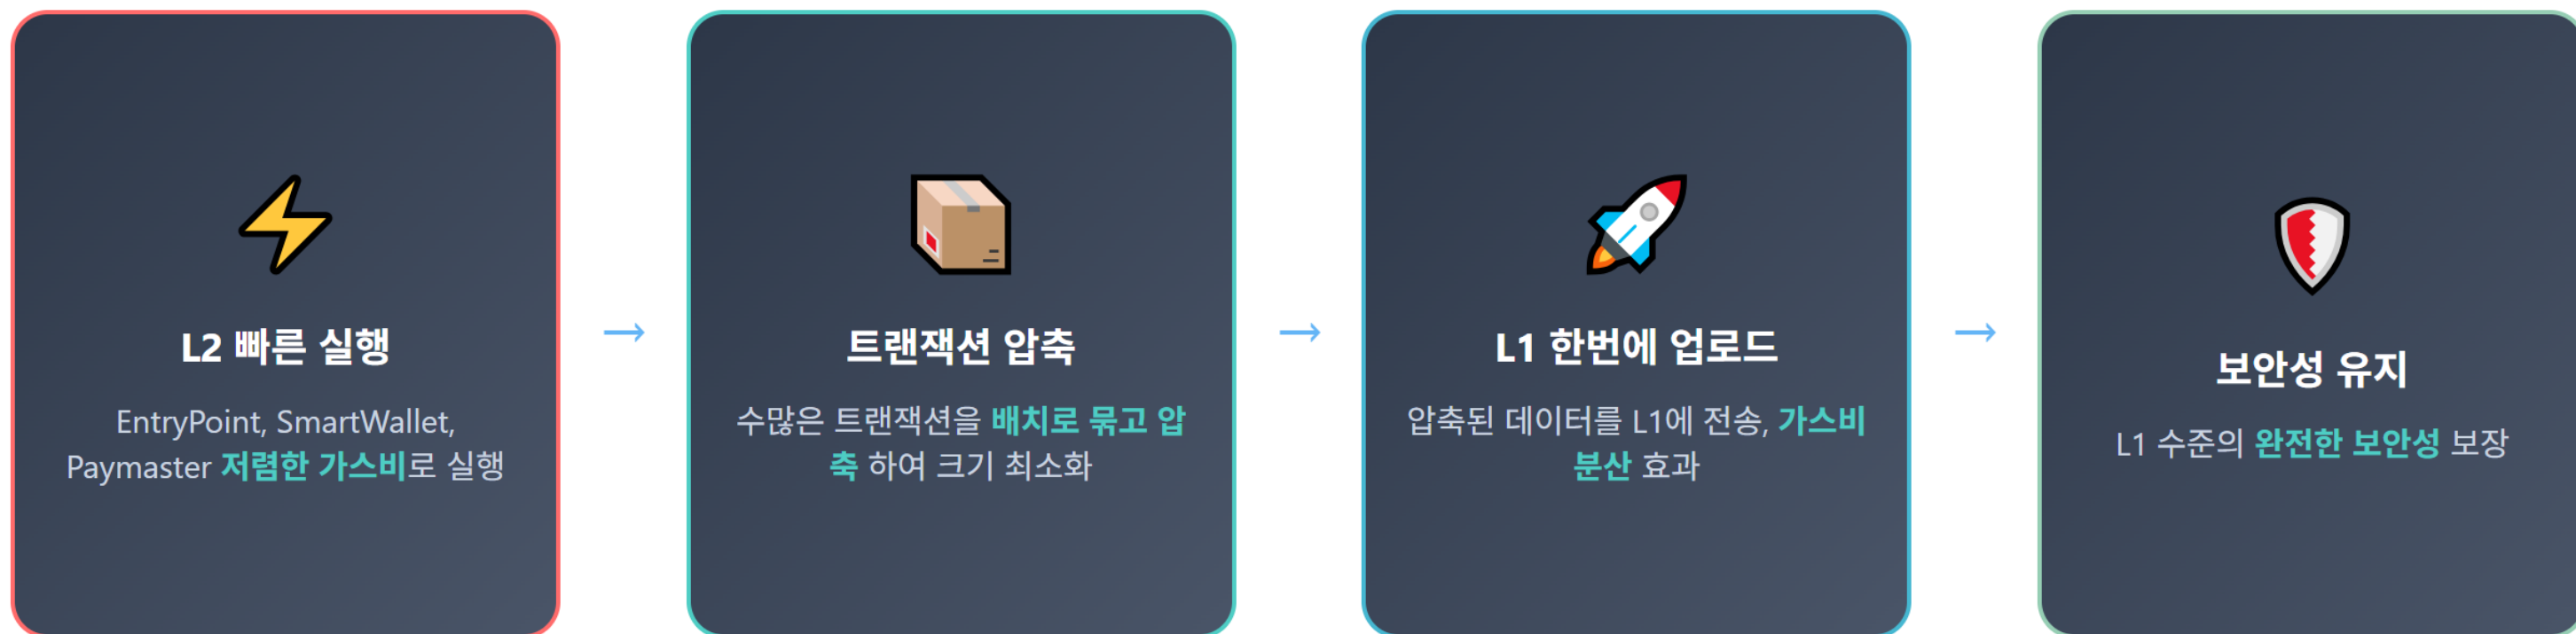 L2 빠른 실행
EntryPoint, SmartWallet,
Paymaster 저렴한 가스비로 실행
→
트랜잭션 압축
수많은 트랜잭션을 배치로 묶고 압
축 하여 크기 최소화
→
L1 한번에 업로드
압축된 데이터를 L1에 전송, 가스비
분산 효과
→
보안성 유지
L1 수준의 완전한 보안성 보장